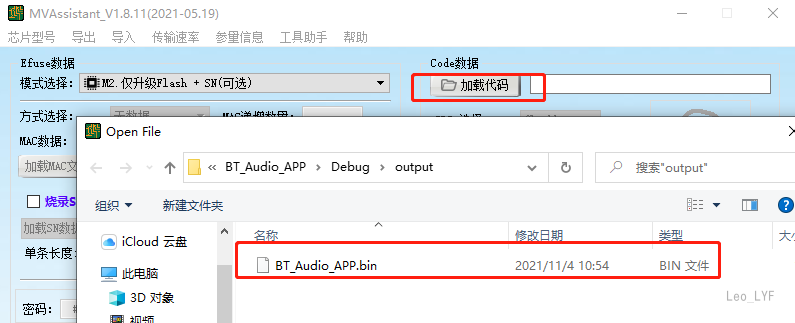 MVAssistant_V1.8.11(2021-05.19)
芯片型号 导出 导入 传输速率 参量信息 工具助手 帮助
Efuse数据
Code数据
模式选择: M2.仅升级Flash + SN(可选)
加载代码
方式选择:
MAC数据:
Open File
加载MAC文
« BT_Audio_APP > Debug > output
搜索"output"
组织 新建文件夹
烧录S
加载SN数据
单条长度:
密码:
iCloud 云盘
此电脑
3D 对象
视频
名称 修改日期 类型 大小
BT_Audio_APP.bin 2021/11/4 10:54 BIN 文件
Leo_LYF